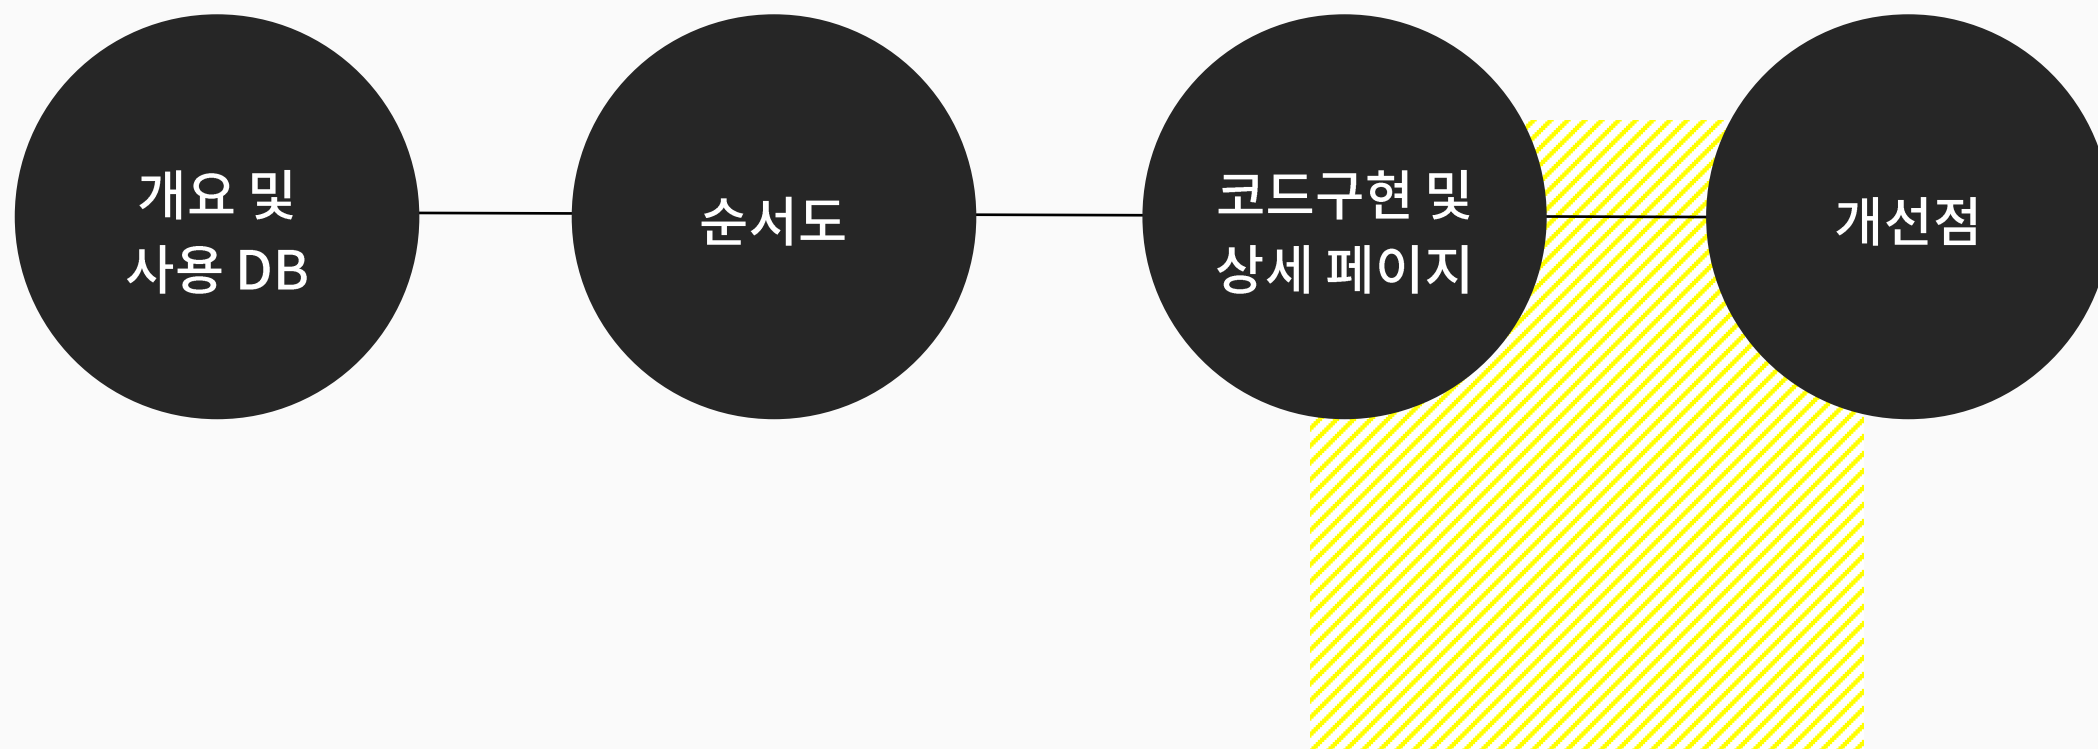 개요 및
사용 DB
순서도
코드구현 및
상세 페이지
개선점